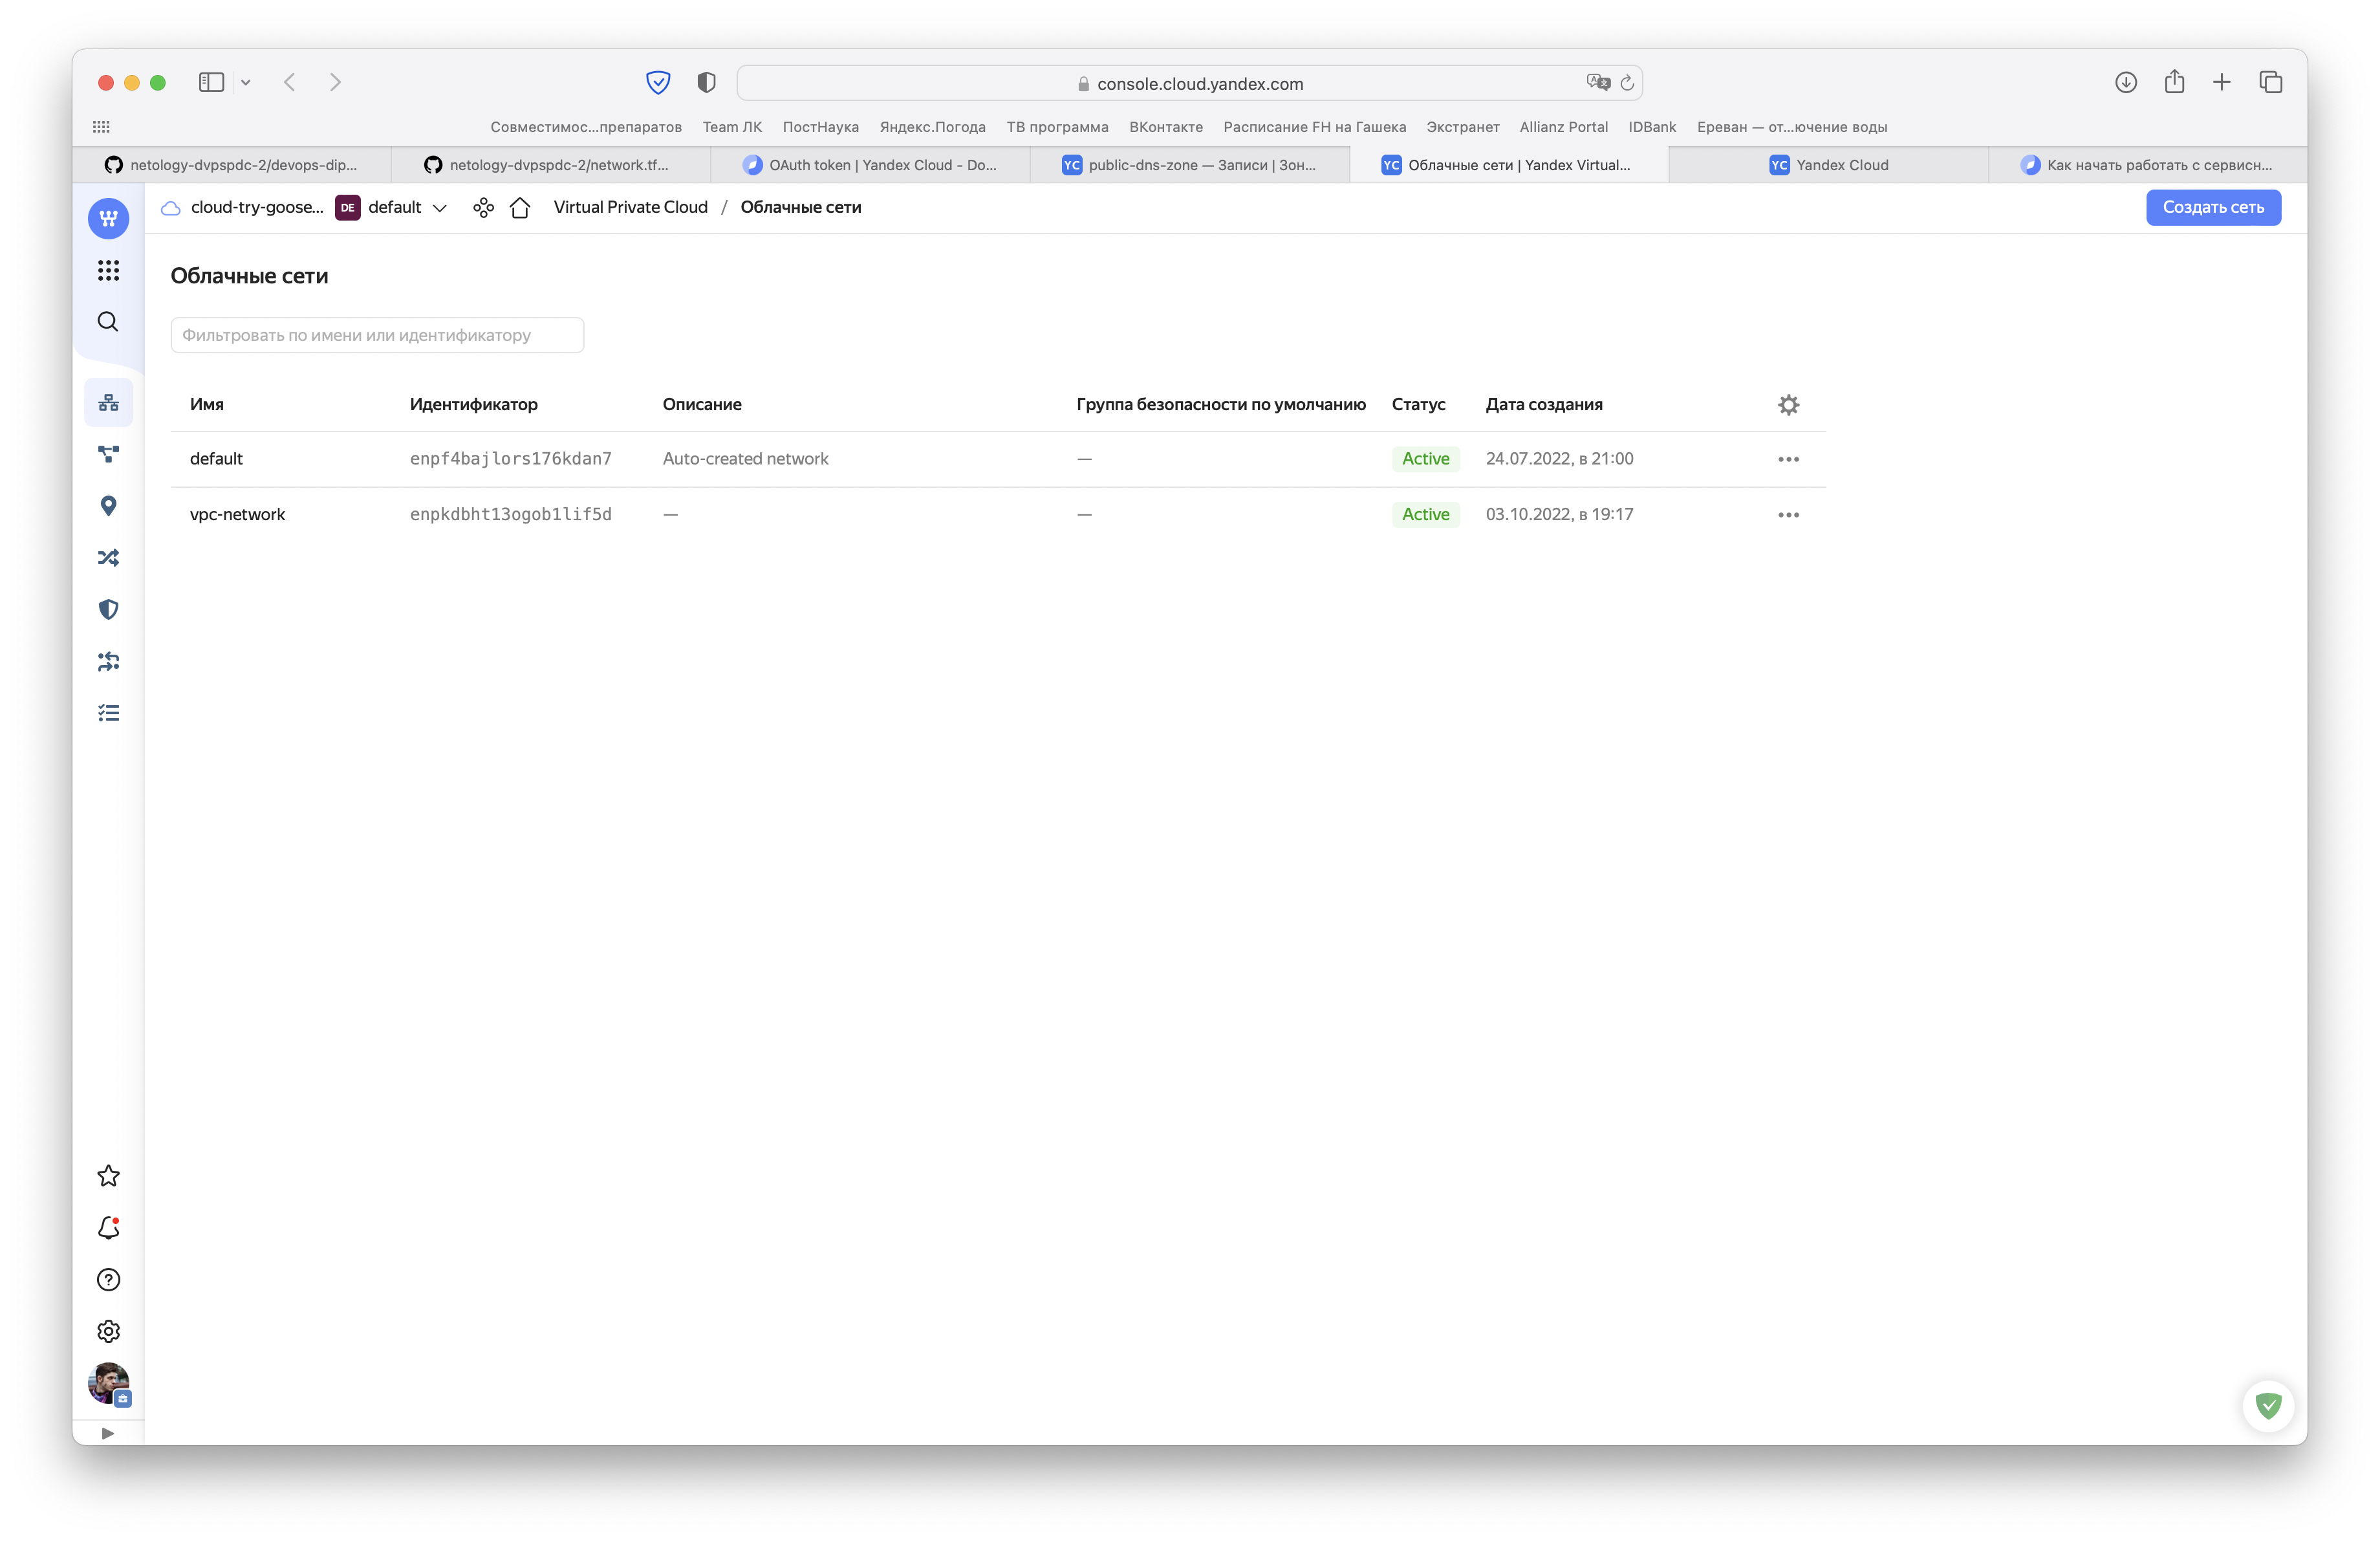 console.cloud.yandex.com
Совместимос...препаратов Team ЛК ПостНаука Яндекс.Погода ТВ программа ВКонтакте Расписание FH на Гашека Экстранет Allianz Portal IDBank Ереван — от...ючение воды
netology-dvpspdc-2/devops-dip... netology-dvpspdc-2/network.tf... OAuth token | Yandex Cloud - Do... YC public-dns-zone — Записи | Зон... YC Облачные сети | Yandex Virtual... YC Yandex Cloud Как начать работать с сервисн...
cloud-try-goose... DE default Virtual Private Cloud / Облачные сети Создать сеть
Облачные сети
Фильтровать по имени или идентификатору
Имя Идентификатор Описание Группа безопасности по умолчанию Статус Дата создания
default enpf4bajlors176kdan7 Auto-created network — Active 24.07.2022, в 21:00
vpc-network enpkdbht13ogob1lif5d — — Active 03.10.2022, в 19:17